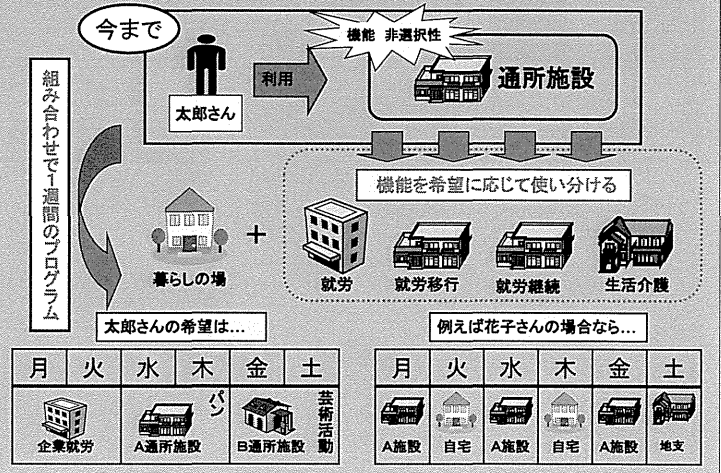 今まで
機能 非選択性
太郎さん
利用
通所施設
組み合わせで1週間のプログラム
機能を希望に応じて使い分ける
暮らしの場
+
就労
就労移行
就労継続
生活介護
太郎さんの希望は…
月 火 水 木 金 土
企業就労
A通所施設
パン
B通所施設
芸術活動
例えば花子さんの場合なら…
月 火 水 木 金 土
A施設 自宅 A施設 自宅 A施設 地支